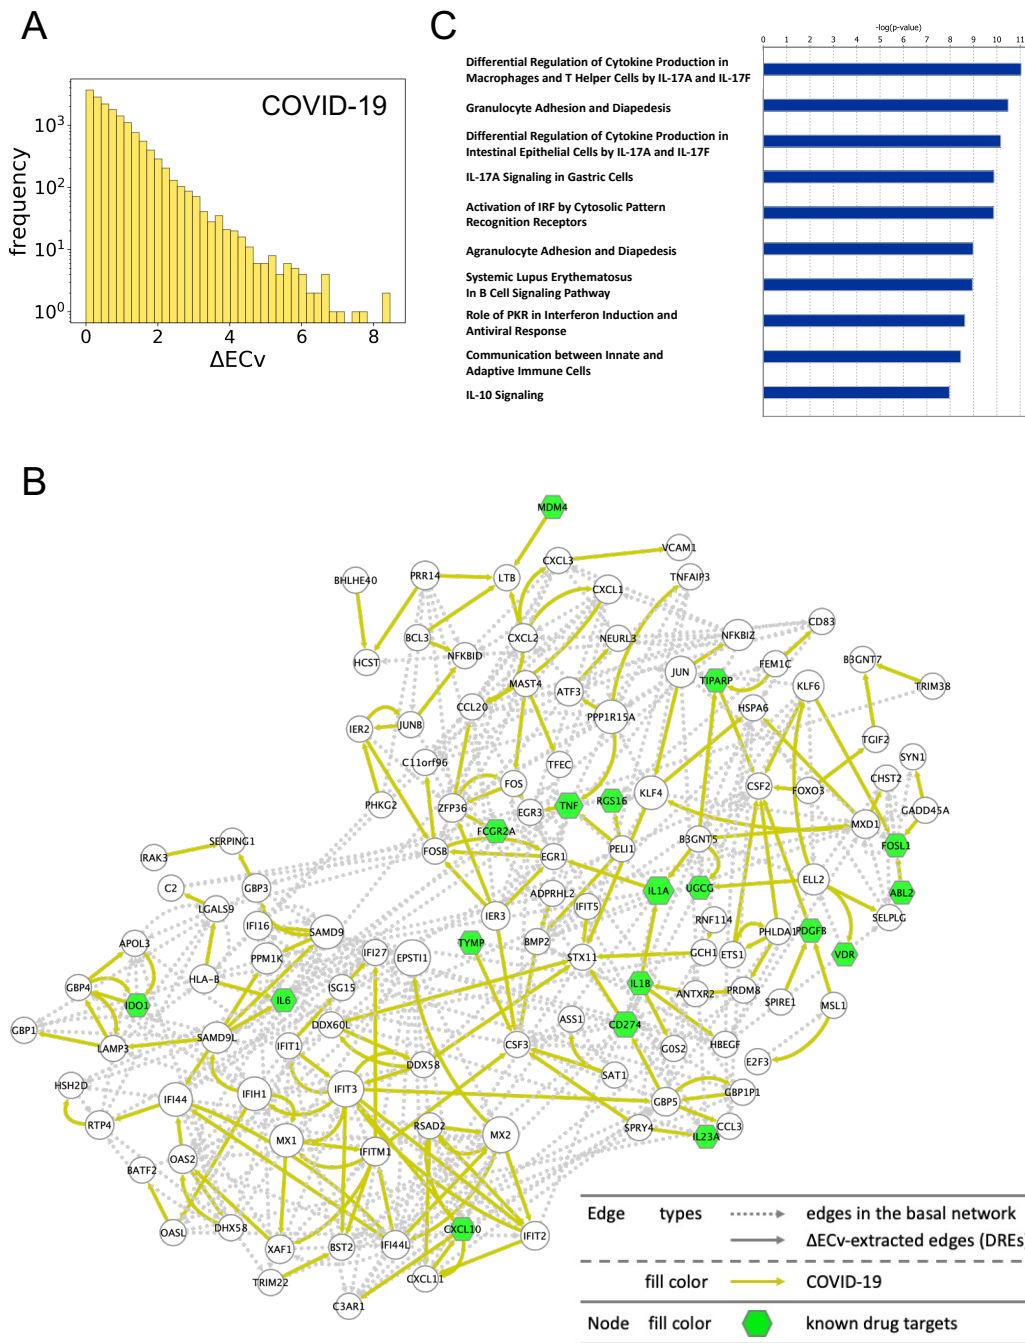 A
COVID-19
frequency
10^3
10^2
10^1
10^0
0 2 4 6 8
ΔECv
C
-log(p-value)
0 1 2 3 4 5 6 7 8 9 10 11
Differential Regulation of Cytokine Production in
Macrophages and T Helper Cells by IL-17A and IL-17F
Granulocyte Adhesion and Diapedesis
Differential Regulation of Cytokine Production in
Intestinal Epithelial Cells by IL-17A and IL-17F
IL-17A Signaling in Gastric Cells
Activation of IRF by Cytosolic Pattern
Recognition Receptors
Agranulocyte Adhesion and Diapedesis
Systemic Lupus Erythematosus
In B Cell Signaling Pathway
Role of PKR in Interferon Induction and
Antiviral Response
Communication between Innate and
Adaptive Immune Cells
IL-10 Signaling
B
MDM4
VCAM1
CXCL3
BHLHE40
PRR14
LTB
TNFAIP3
CXCL1
CD83
BCL3
CXCL2
NEURL3
NFKBIZ
HCST
NFKBID
FEM1C
B3GNT7
JUN
TIPARP
KLF6
TRIM38
MAST4
ATF3
CCL20
HSPA6
PPP1R15A
IER2
JUNB
TGIF2
SYN1
C11orf96
TFEC
CHST2
FOS
KLF4
CSF2
FOXO3
PHKG2
ZFP36
EGR3
TNF
RGS16
GADD45A
MXD1
FCGR2A
B3GNT5
FOSL1
SERPING1
IRAK3
FOSB
EGR1
PELI1
C2
GBP3
ADPRHL2
IL1A
UGCG
ELL2
ABL2
LGALS9
IFI16
IER3
IFIT5
RNF114
SELPLG
SAMD9
PHLDA1
PDGFB
APOL3
PPM1K
IFI27
EPSTI1
TYMP
BMP2
STX11
GCH1
ETS1
VDR
GBP4
HLA-B
ISG15
IL1B
ANTXR2
PRDM8
IDO1
IL6
SPIRE1
MSL1
GBP1
DDX60L
ASS1
CD274
LAMP3
SAMD9L
IFIT1
CSF3
G0S2
HBEGF
E2F3
DDX58
HSH2D
IFI44
IFIH1
IFIT3
SAT1
GBP5
GBP1P1
RTP4
RSAD2
MX2
SPRY4
IL23A
CCL3
MX1
IFITM1
BATF2
OAS2
OASL
DHX58
XAF1
BST2
IFI44L
CXCL10
IFIT2
TRIM22
CXCL11
C3AR1
Edge types edges in the basal network
ΔECv-extracted edges (DREs)
fill color COVID-19
Node fill color known drug targets